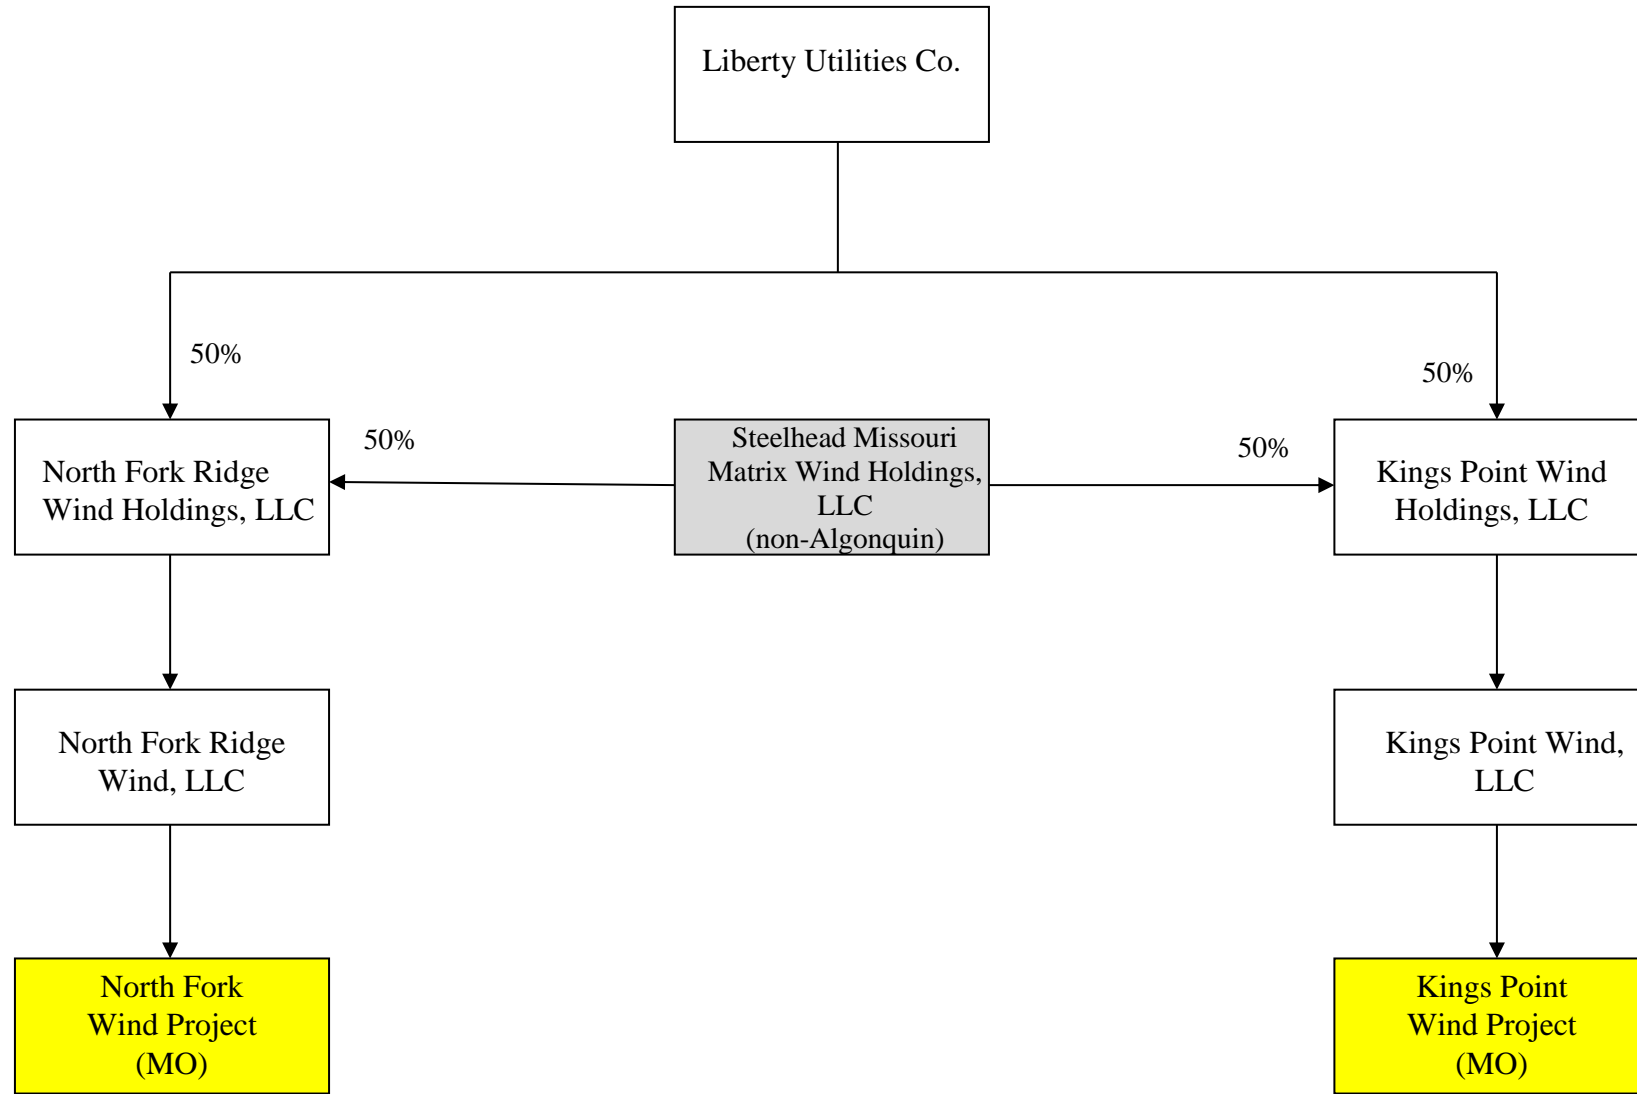 Liberty Utilities Co.
50%
50%
50%
50%
North Fork Ridge
Wind Holdings, LLC
Steelhead Missouri
Matrix Wind Holdings,
LLC
(non-Algonquin)
Kings Point Wind
Holdings, LLC
North Fork Ridge
Wind, LLC
Kings Point Wind,
LLC
North Fork
Wind Project
(MO)
Kings Point
Wind Project
(MO)